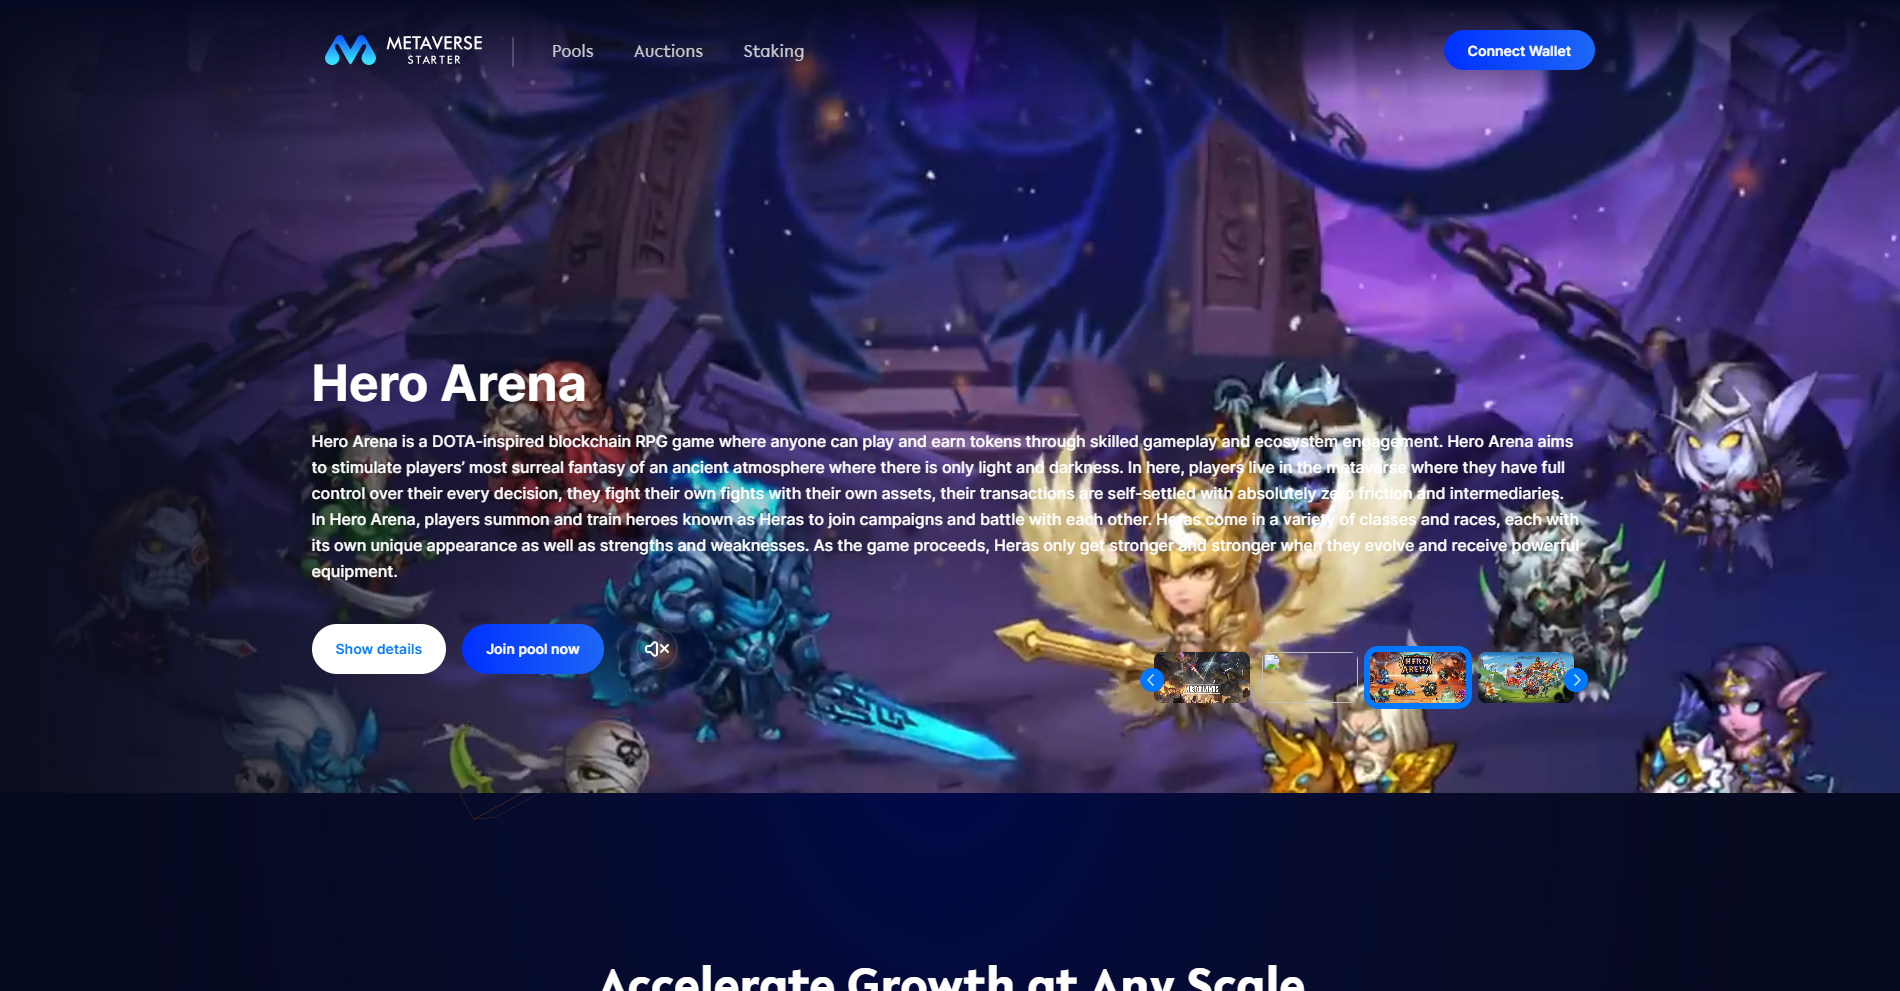 METAVERSE
STARTER
Pools
Auctions
Staking
Connect Wallet
Hero Arena
Hero Arena is a DOTA-inspired blockchain RPG game where anyone can play and earn tokens through skilled gameplay and ecosystem engagement. Hero Arena aims
to stimulate players’ most surreal fantasy of an ancient atmosphere where there is only light and darkness. In here, players live in the metaverse where they have full
control over their every decision, they fight their own fights with their own assets, their transactions are self-settled with absolutely zero friction and intermediaries.
In Hero Arena, players summon and train heroes known as Heras to join campaigns and battle with each other. Heras come in a variety of classes and races, each with
its own unique appearance as well as strengths and weaknesses. As the game proceeds, Heras only get stronger and stronger when they evolve and receive powerful
equipment.
Show details
Join pool now
HERO
ARENA
Accelerate Growth at Any Scale